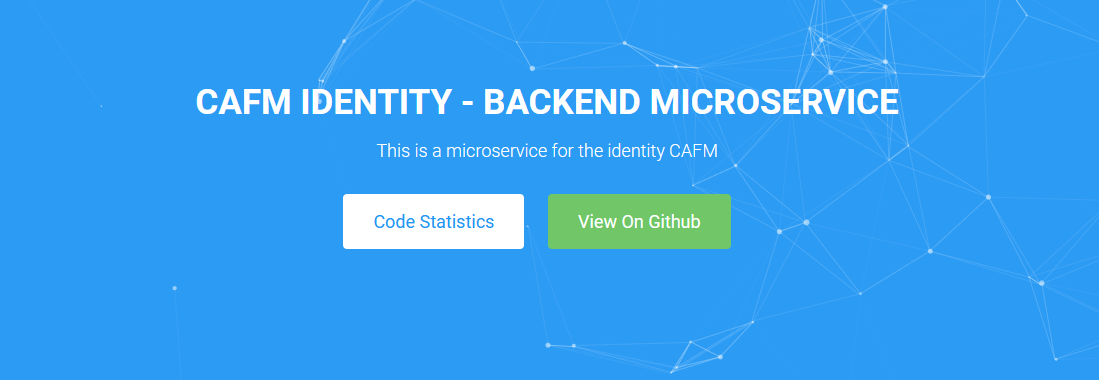 CAFM IDENTITY - BACKEND MICROSERVICE
This is a microservice for the identity CAFM
Code Statistics
View On Github